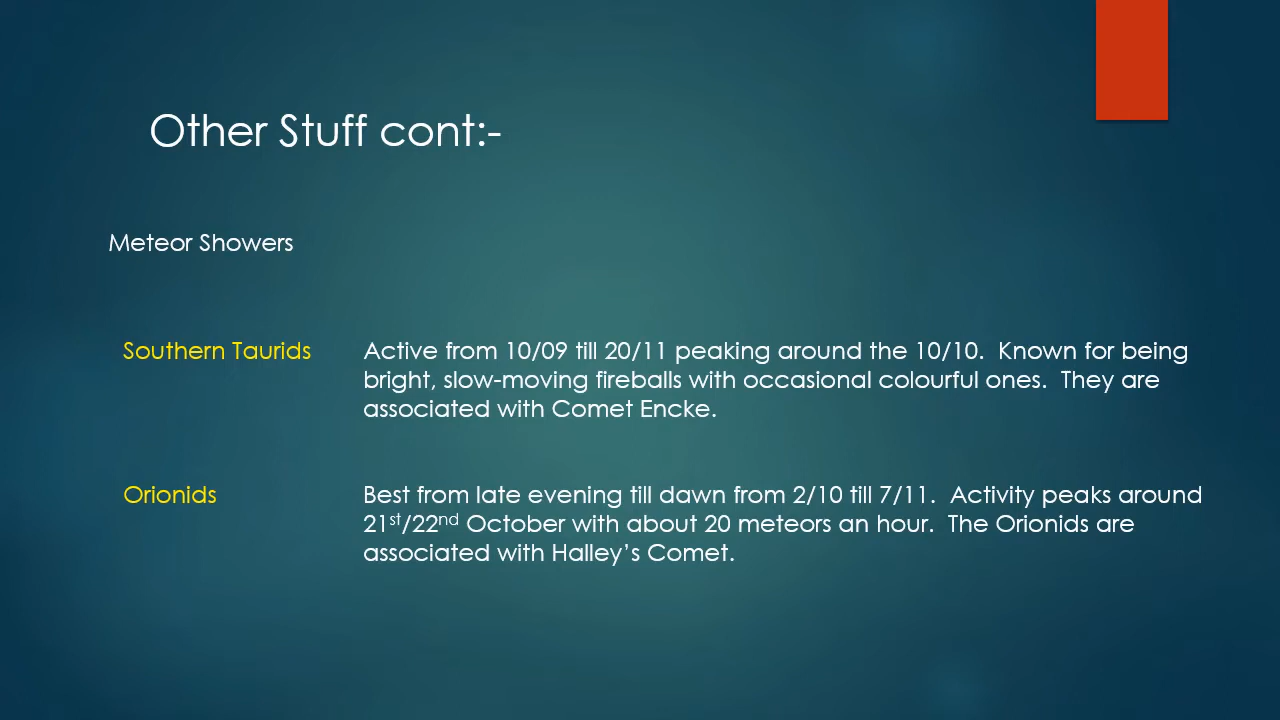 Other Stuff cont:-
Meteor Showers
Southern Taurids
Active from 10/09 till 20/11 peaking around the 10/10.  Known for being
bright, slow-moving fireballs with occasional colourful ones.  They are
associated with Comet Encke.
Orionids
Best from late evening till dawn from 2/10 till 7/11.  Activity peaks around
21st/22nd October with about 20 meteors an hour.  The Orionids are
associated with Halley’s Comet.